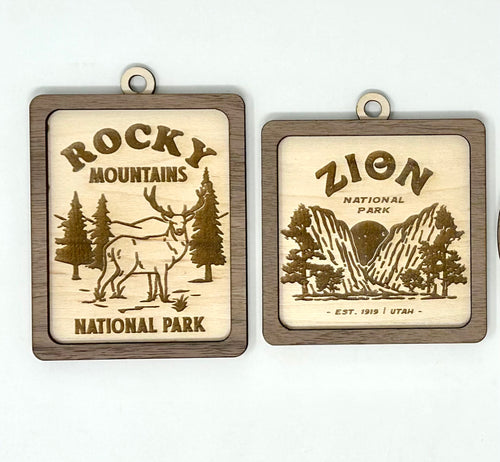 ROCKY
MOUNTAINS
NATIONAL PARK
ZION
NATIONAL
PARK
- EST. 1919 | UTAH -